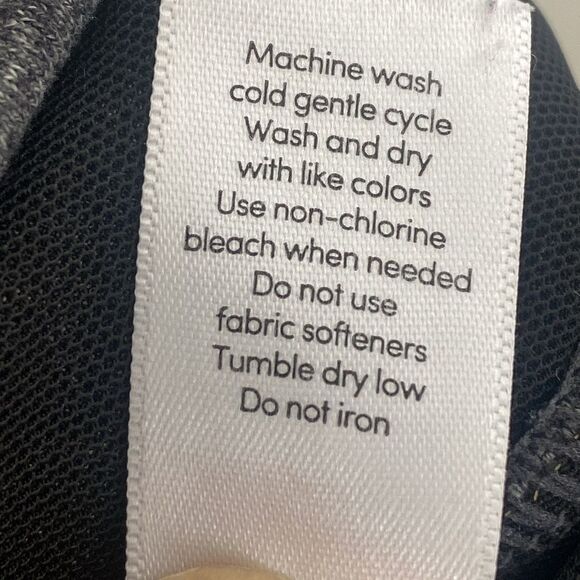 Machine wash
cold gentle cycle
Wash and dry
with like colors
Use non-chlorine
bleach when needed
Do not use
fabric softeners
Tumble dry low
Do not iron